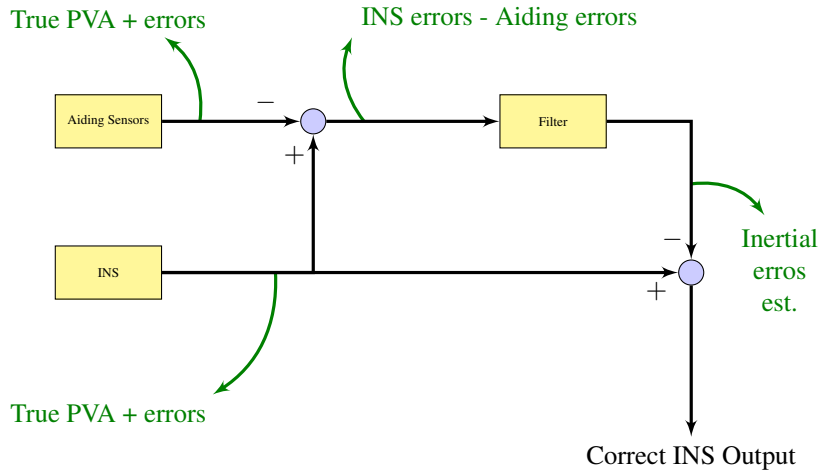 True PVA + errors
INS errors - Aiding errors
−
Aiding Sensors
Filter
+
−
Inertial
erros
est.
INS
+
True PVA + errors
Correct INS Output